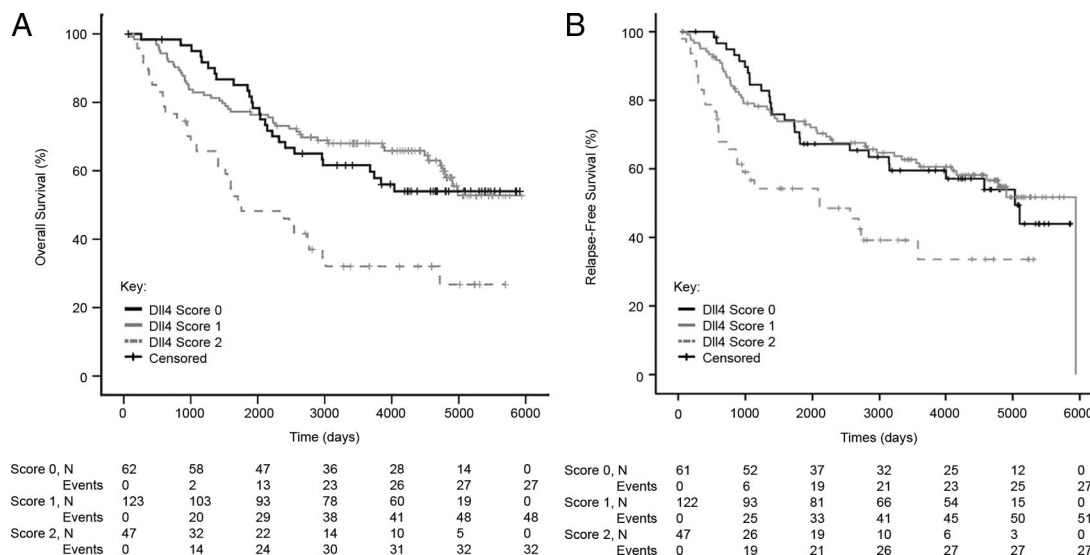 A
100
80
60
40
20
0
Overall Survival (%)
Key:
Dll4 Score 0
Dll4 Score 1
Dll4 Score 2
Censored
0 1000 2000 3000 4000 5000 6000
Time (days)
Score 0, N 62 58 47 36 28 14 0
Events 0 2 13 23 26 27 27
Score 1, N 123 103 93 78 60 19 0
Events 0 20 29 38 41 48 48
Score 2, N 47 32 22 14 10 5 0
Events 0 14 24 30 31 32 32
B
100
80
60
40
20
0
Relapse-Free Survival (%)
Key:
Dll4 Score 0
Dll4 Score 1
Dll4 Score 2
Censored
0 1000 2000 3000 4000 5000 6000
Times (days)
Score 0, N 61 52 37 32 25 12 0
Events 0 6 19 21 23 25 27
Score 1, N 122 93 81 66 54 15 0
Events 0 25 33 41 45 50 51
Score 2, N 47 26 19 10 6 3 0
Events 0 19 21 26 27 27 27